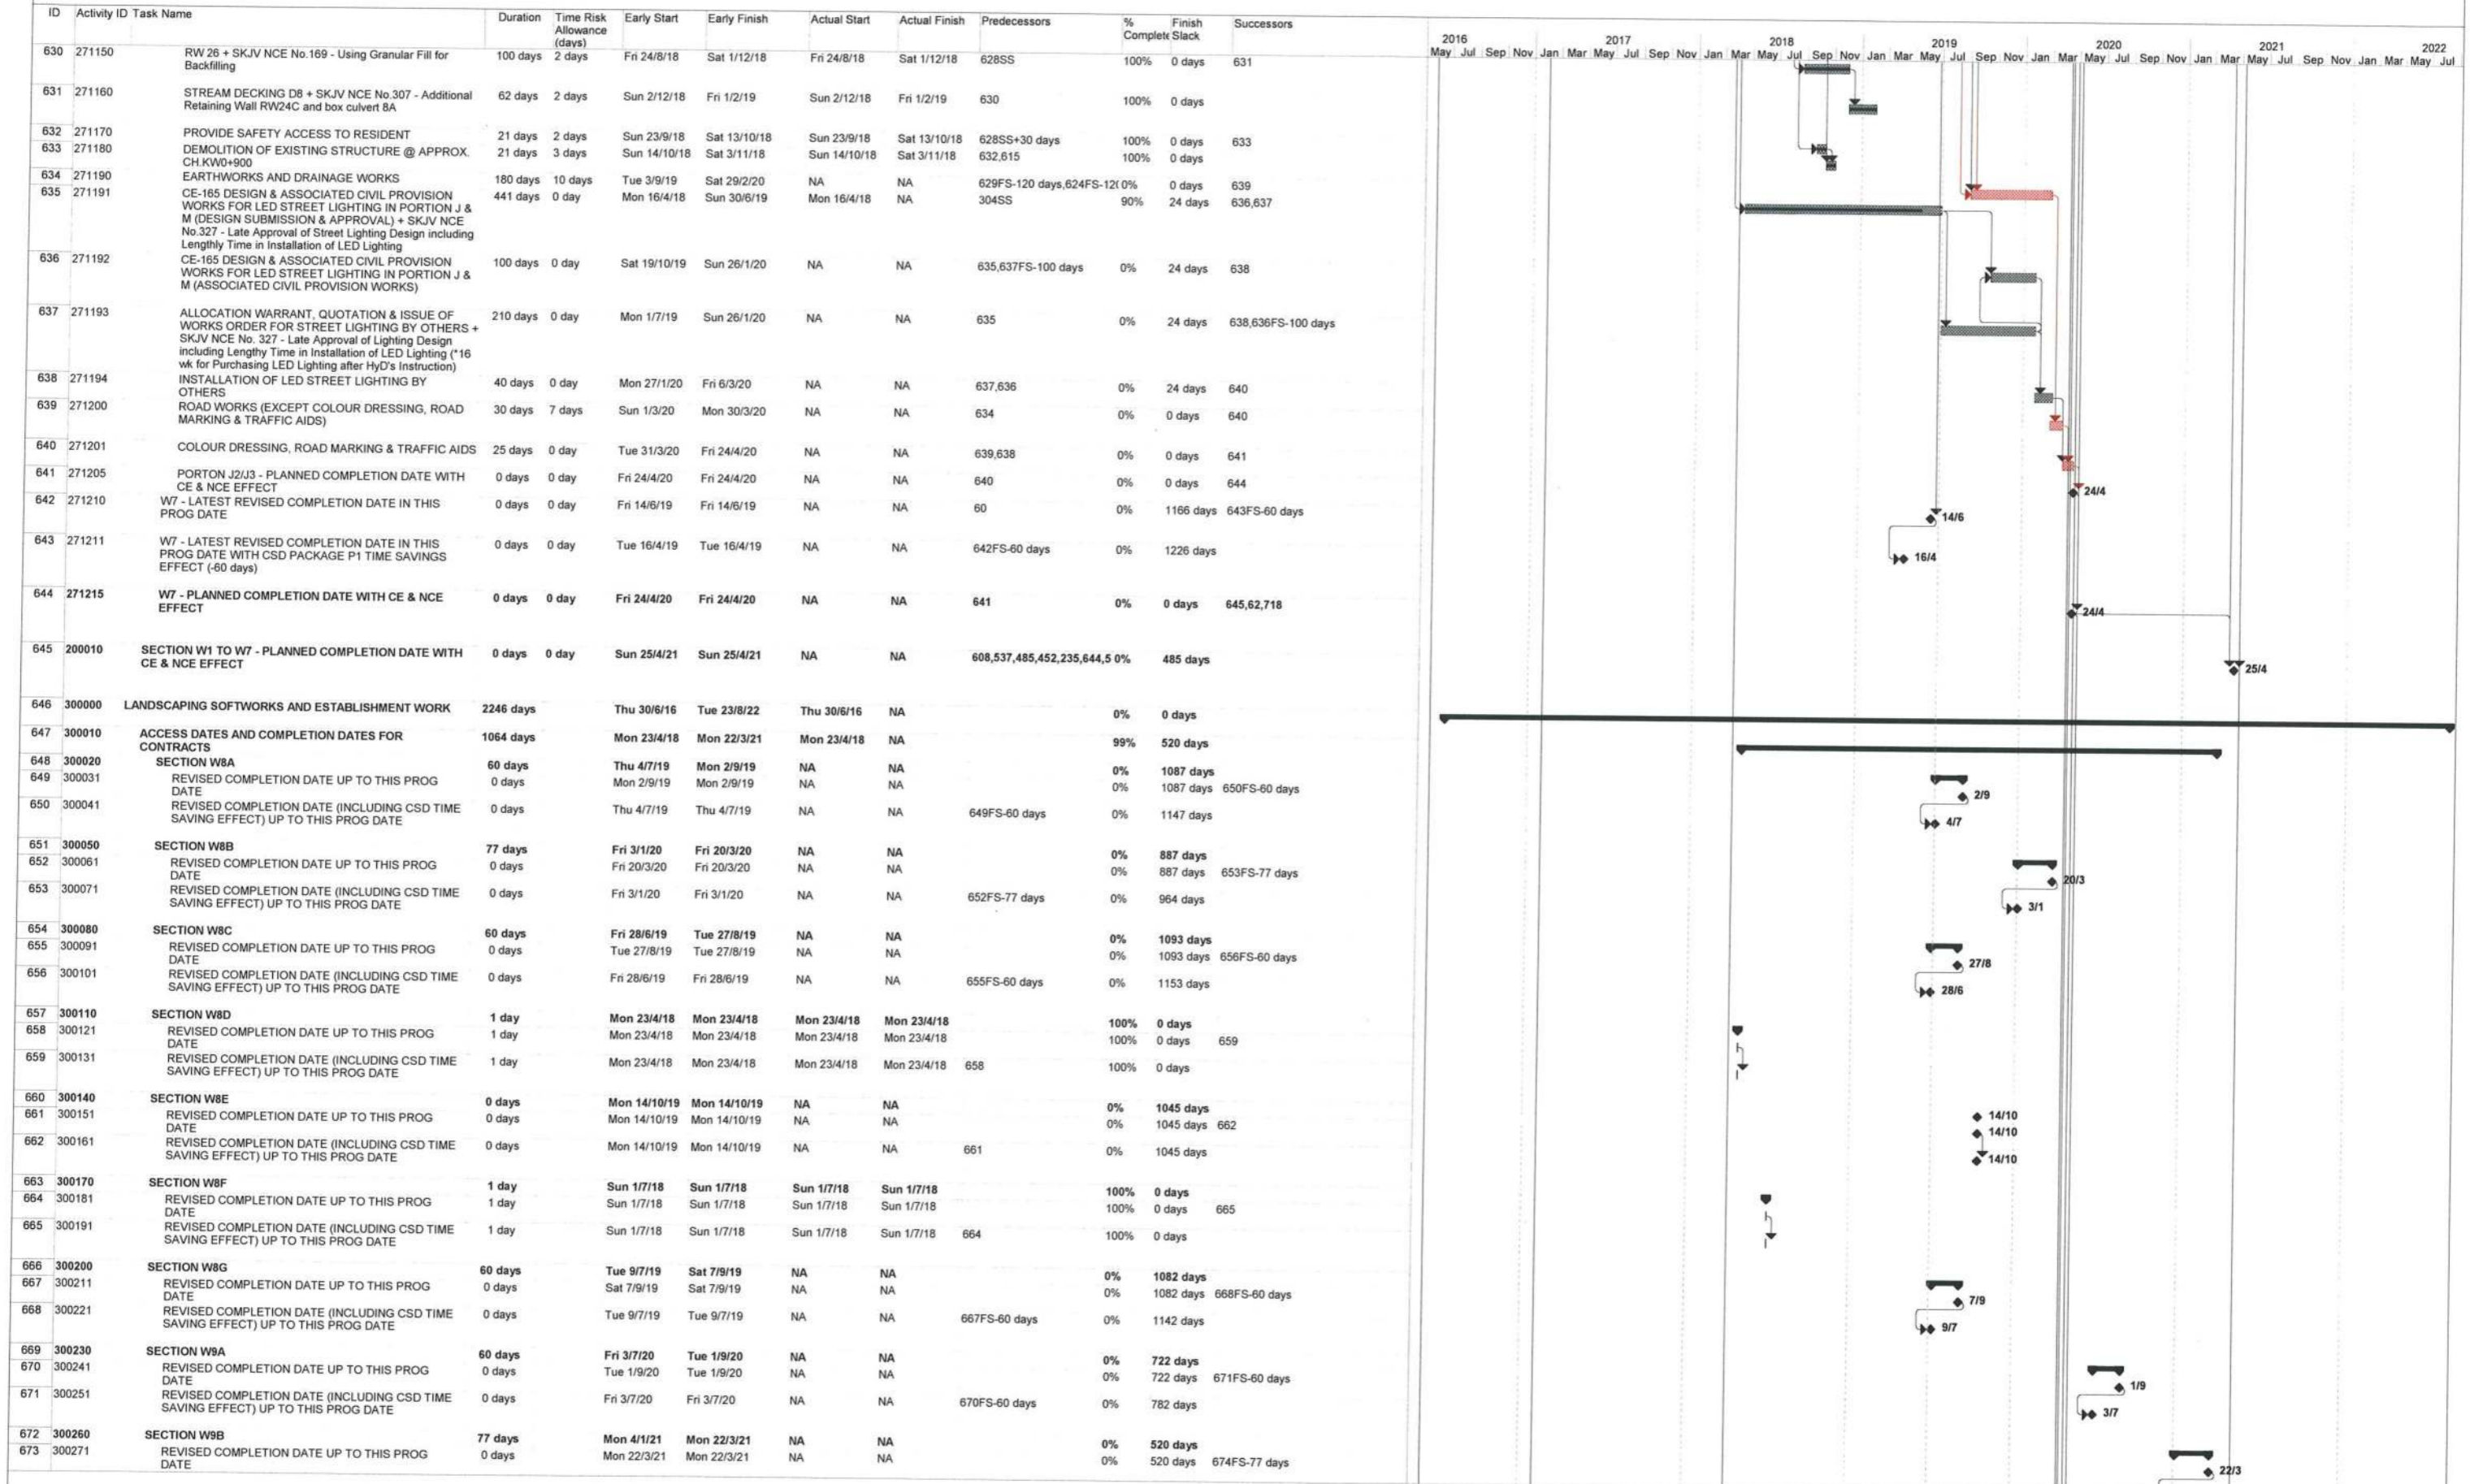 ID Activity ID Task Name Duration Time Risk Allowance (days) Early Start Early Finish Actual Start Actual Finish Predecessors % Complete Finish Slack Successors
2016 2017 2018 2019 2020 2021 2022
May Jul Sep Nov Jan Mar May Jul Sep Nov Jan Mar May Jul Sep Nov Jan Mar May Jul Sep Nov Jan Mar May Jul Sep Nov Jan Mar May Jul Sep Nov Jan Mar May Jul
630 271150 RW 26 + SKJV NCE No.169 - Using Granular Fill for 100 days 2 days Fri 24/8/18 Sat 1/12/18 Fri 24/8/18 Sat 1/12/18 628SS 100% 0 days 631
Backfilling
631 271160 STREAM DECKING D8 + SKJV NCE No.307 - Additional 62 days 2 days Sun 2/12/18 Fri 1/2/19 Sun 2/12/18 Fri 1/2/19 630 100% 0 days
Retaining Wall RW24C and box culvert 8A
632 271170 PROVIDE SAFETY ACCESS TO RESIDENT 21 days 2 days Sun 23/9/18 Sat 13/10/18 Sun 23/9/18 Sat 13/10/18 628SS+30 days 100% 0 days 633
633 271180 DEMOLITION OF EXISTING STRUCTURE @ APPROX. 21 days 3 days Sun 14/10/18 Sat 3/11/18 Sun 14/10/18 Sat 3/11/18 632,615 100% 0 days
CH.KW0+900
634 271190 EARTHWORKS AND DRAINAGE WORKS 180 days 10 days Tue 3/9/19 Sat 29/2/20 NA NA 629FS-120 days,624FS-12( 0% 0 days 639
635 271191 CE-165 DESIGN & ASSOCIATED CIVIL PROVISION 441 days 0 day Mon 16/4/18 Sun 30/6/19 Mon 16/4/18 NA 304SS 90% 24 days 636,637
WORKS FOR LED STREET LIGHTING IN PORTION J &
M (DESIGN SUBMISSION & APPROVAL) + SKJV NCE
No.327 - Late Approval of Street Lighting Design including
Lengthly Time in Installation of LED Lighting
636 271192 CE-165 DESIGN & ASSOCIATED CIVIL PROVISION 100 days 0 day Sat 19/10/19 Sun 26/1/20 NA NA 635,637FS-100 days 0% 24 days 638
WORKS FOR LED STREET LIGHTING IN PORTION J &
M (ASSOCIATED CIVIL PROVISION WORKS)
637 271193 ALLOCATION WARRANT, QUOTATION & ISSUE OF 210 days 0 day Mon 1/7/19 Sun 26/1/20 NA NA 635 0% 24 days 638,636FS-100 days
WORKS ORDER FOR STREET LIGHTING BY OTHERS +
SKJV NCE No. 327 - Late Approval of Lighting Design
including Lengthy Time in Installation of LED Lighting (*16
wk for Purchasing LED Lighting after HyD's Instruction)
638 271194 INSTALLATION OF LED STREET LIGHTING BY 40 days 0 day Mon 27/1/20 Fri 6/3/20 NA NA 637,636 0% 24 days 640
OTHERS
639 271200 ROAD WORKS (EXCEPT COLOUR DRESSING, ROAD 30 days 7 days Sun 1/3/20 Mon 30/3/20 NA NA 634 0% 0 days 640
MARKING & TRAFFIC AIDS)
640 271201 COLOUR DRESSING, ROAD MARKING & TRAFFIC AIDS 25 days 0 day Tue 31/3/20 Fri 24/4/20 NA NA 639,638 0% 0 days 641
641 271205 PORTON J2/J3 - PLANNED COMPLETION DATE WITH 0 days 0 day Fri 24/4/20 Fri 24/4/20 NA NA 640 0% 0 days 644 24/4
CE & NCE EFFECT
642 271210 W7 - LATEST REVISED COMPLETION DATE IN THIS 0 days 0 day Fri 14/6/19 Fri 14/6/19 NA NA 60 0% 1166 days 643FS-60 days 14/6
PROG DATE
643 271211 W7 - LATEST REVISED COMPLETION DATE IN THIS 0 days 0 day Tue 16/4/19 Tue 16/4/19 NA NA 642FS-60 days 0% 1226 days 16/4
PROG DATE WITH CSD PACKAGE P1 TIME SAVINGS
EFFECT (-60 days)
644 271215 W7 - PLANNED COMPLETION DATE WITH CE & NCE 0 days 0 day Fri 24/4/20 Fri 24/4/20 NA NA 641 0% 0 days 645,62,718 24/4
EFFECT
645 200010 SECTION W1 TO W7 - PLANNED COMPLETION DATE WITH 0 days 0 day Sun 25/4/21 Sun 25/4/21 NA NA 608,537,485,452,235,644,5 0% 485 days 25/4
CE & NCE EFFECT
646 300000 LANDSCAPING SOFTWORKS AND ESTABLISHMENT WORK 2246 days Thu 30/6/16 Tue 23/8/22 Thu 30/6/16 NA 0% 0 days
647 300010 ACCESS DATES AND COMPLETION DATES FOR 1064 days Mon 23/4/18 Mon 22/3/21 Mon 23/4/18 NA 99% 520 days
CONTRACTS
648 300020 SECTION W8A 60 days Thu 4/7/19 Mon 2/9/19 NA NA 0% 1087 days
649 300031 REVISED COMPLETION DATE UP TO THIS PROG 0 days Mon 2/9/19 Mon 2/9/19 NA NA 0% 1087 days 650FS-60 days 2/9
DATE
650 300041 REVISED COMPLETION DATE (INCLUDING CSD TIME 0 days Thu 4/7/19 Thu 4/7/19 NA NA 649FS-60 days 0% 1147 days 4/7
SAVING EFFECT) UP TO THIS PROG DATE
651 300050 SECTION W8B 77 days Fri 3/1/20 Fri 20/3/20 NA NA 0% 887 days
652 300061 REVISED COMPLETION DATE UP TO THIS PROG 0 days Fri 20/3/20 Fri 20/3/20 NA NA 0% 887 days 653FS-77 days 20/3
DATE
653 300071 REVISED COMPLETION DATE (INCLUDING CSD TIME 0 days Fri 3/1/20 Fri 3/1/20 NA NA 652FS-77 days 0% 964 days 3/1
SAVING EFFECT) UP TO THIS PROG DATE
654 300080 SECTION W8C 60 days Fri 28/6/19 Tue 27/8/19 NA NA 0% 1093 days
655 300091 REVISED COMPLETION DATE UP TO THIS PROG 0 days Tue 27/8/19 Tue 27/8/19 NA NA 0% 1093 days 656FS-60 days 27/8
DATE
656 300101 REVISED COMPLETION DATE (INCLUDING CSD TIME 0 days Fri 28/6/19 Fri 28/6/19 NA NA 655FS-60 days 0% 1153 days 28/6
SAVING EFFECT) UP TO THIS PROG DATE
657 300110 SECTION W8D 1 day Mon 23/4/18 Mon 23/4/18 Mon 23/4/18 Mon 23/4/18 100% 0 days
658 300121 REVISED COMPLETION DATE UP TO THIS PROG 1 day Mon 23/4/18 Mon 23/4/18 Mon 23/4/18 Mon 23/4/18 100% 0 days 659
DATE
659 300131 REVISED COMPLETION DATE (INCLUDING CSD TIME 1 day Mon 23/4/18 Mon 23/4/18 Mon 23/4/18 Mon 23/4/18 658 100% 0 days
SAVING EFFECT) UP TO THIS PROG DATE
660 300140 SECTION W8E 0 days Mon 14/10/19 Mon 14/10/19 NA NA 0% 1045 days 14/10
661 300151 REVISED COMPLETION DATE UP TO THIS PROG 0 days Mon 14/10/19 Mon 14/10/19 NA NA 0% 1045 days 662 14/10
DATE
662 300161 REVISED COMPLETION DATE (INCLUDING CSD TIME 0 days Mon 14/10/19 Mon 14/10/19 NA NA 661 0% 1045 days 14/10
SAVING EFFECT) UP TO THIS PROG DATE
663 300170 SECTION W8F 1 day Sun 1/7/18 Sun 1/7/18 Sun 1/7/18 Sun 1/7/18 100% 0 days
664 300181 REVISED COMPLETION DATE UP TO THIS PROG 1 day Sun 1/7/18 Sun 1/7/18 Sun 1/7/18 Sun 1/7/18 100% 0 days 665
DATE
665 300191 REVISED COMPLETION DATE (INCLUDING CSD TIME 1 day Sun 1/7/18 Sun 1/7/18 Sun 1/7/18 Sun 1/7/18 664 100% 0 days
SAVING EFFECT) UP TO THIS PROG DATE
666 300200 SECTION W8G 60 days Tue 9/7/19 Sat 7/9/19 NA NA 0% 1082 days
667 300211 REVISED COMPLETION DATE UP TO THIS PROG 0 days Sat 7/9/19 Sat 7/9/19 NA NA 0% 1082 days 668FS-60 days 7/9
DATE
668 300221 REVISED COMPLETION DATE (INCLUDING CSD TIME 0 days Tue 9/7/19 Tue 9/7/19 NA NA 667FS-60 days 0% 1142 days 9/7
SAVING EFFECT) UP TO THIS PROG DATE
669 300230 SECTION W9A 60 days Fri 3/7/20 Tue 1/9/20 NA NA 0% 722 days
670 300241 REVISED COMPLETION DATE UP TO THIS PROG 0 days Tue 1/9/20 Tue 1/9/20 NA NA 0% 722 days 671FS-60 days 1/9
DATE
671 300251 REVISED COMPLETION DATE (INCLUDING CSD TIME 0 days Fri 3/7/20 Fri 3/7/20 NA NA 670FS-60 days 0% 782 days 3/7
SAVING EFFECT) UP TO THIS PROG DATE
672 300260 SECTION W9B 77 days Mon 4/1/21 Mon 22/3/21 NA NA 0% 520 days
673 300271 REVISED COMPLETION DATE UP TO THIS PROG 0 days Mon 22/3/21 Mon 22/3/21 NA NA 0% 520 days 674FS-77 days 22/3
DATE